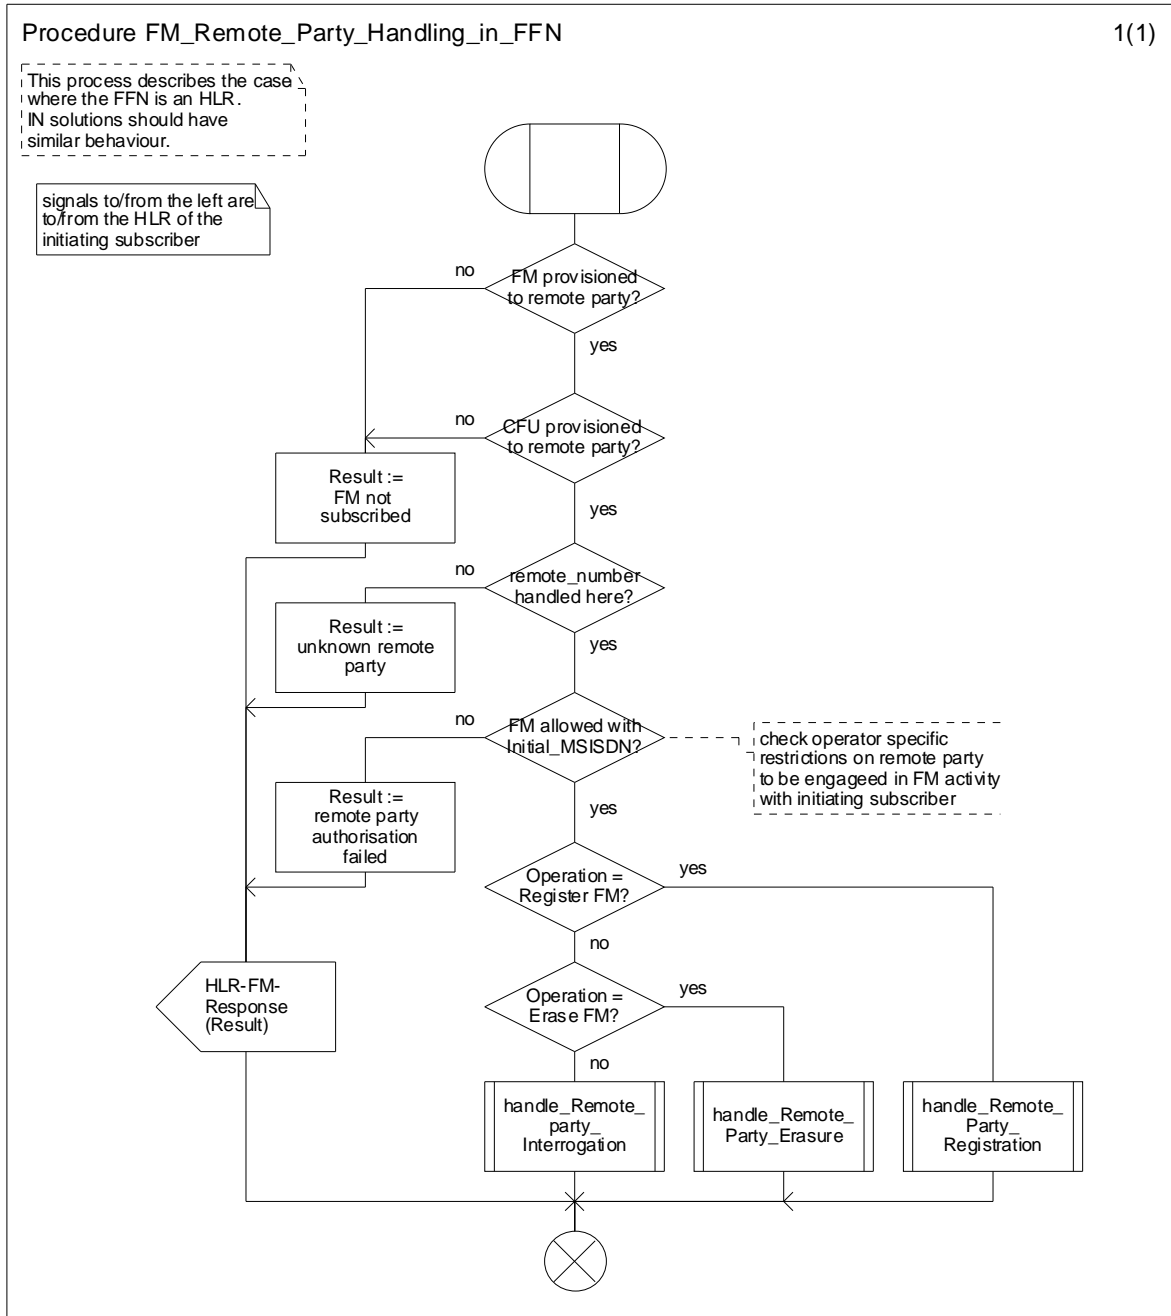 Procedure FM_Remote_Party_Handling_in_FFN
1(1)
This process describes the case
where the FFN is an HLR.
IN solutions should have
similar behaviour.
signals to/from the left are
to/from the HLR of the
initiating subscriber
no
FM provisioned
to remote party?
yes
no
CFU provisioned
to remote party?
Result :=
FM not
subscribed
yes
no
remote_number
handled here?
Result :=
unknown remote
party
yes
no
FM allowed with
Initial_MSISDN?
check operator specific
restrictions on remote party
to be engageed in FM activity
with initiating subscriber
Result :=
remote party
authorisation
failed
yes
Operation =
Register FM?
yes
no
HLR-FM-
Response
(Result)
Operation =
Erase FM?
yes
no
handle_Remote_
party_
Interrogation
handle_Remote_
Party_Erasure
handle_Remote_
Party_
Registration